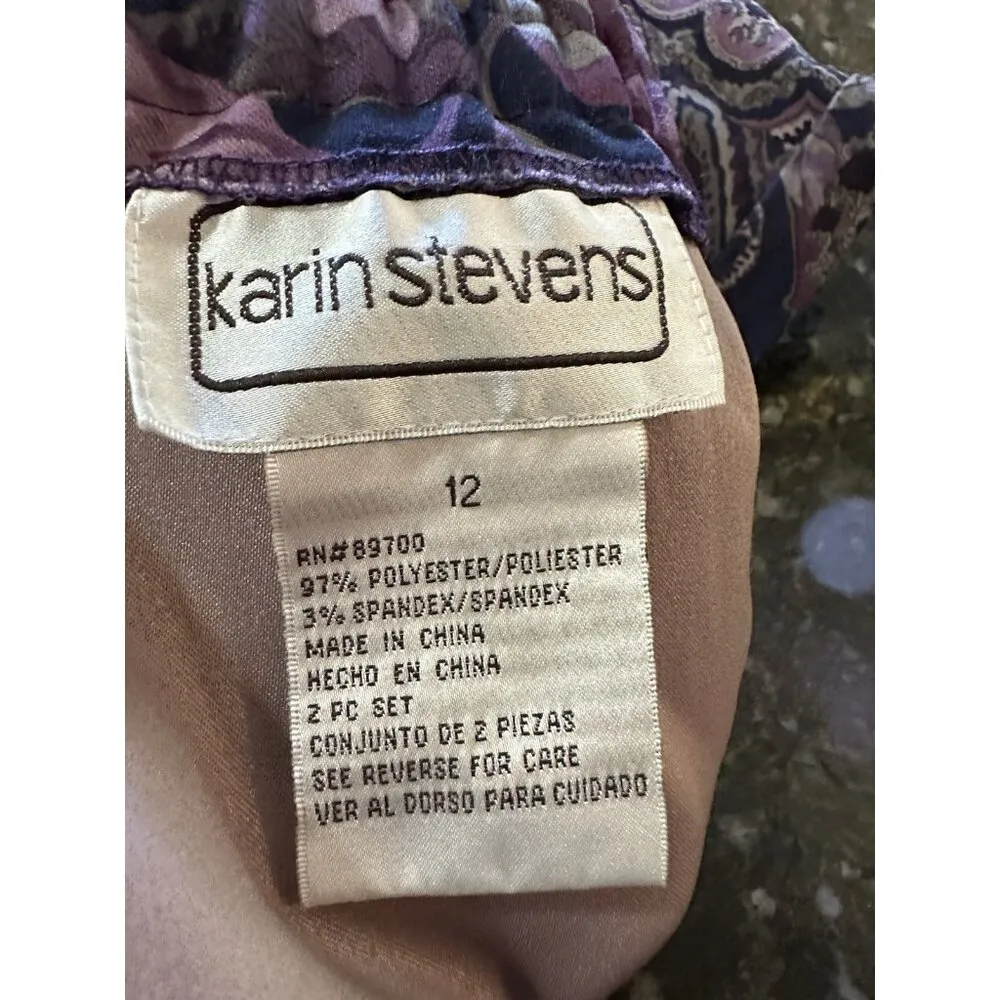 karin stevens
12
RN#89700
97% POLYESTER/POLIESTER
3% SPANDEX/SPANDEX
MADE IN CHINA
HECHO EN CHINA
2 PC SET
CONJUNTO DE 2 PIEZAS
SEE REVERSE FOR CARE
VER AL DORSO PARA CUIDADO